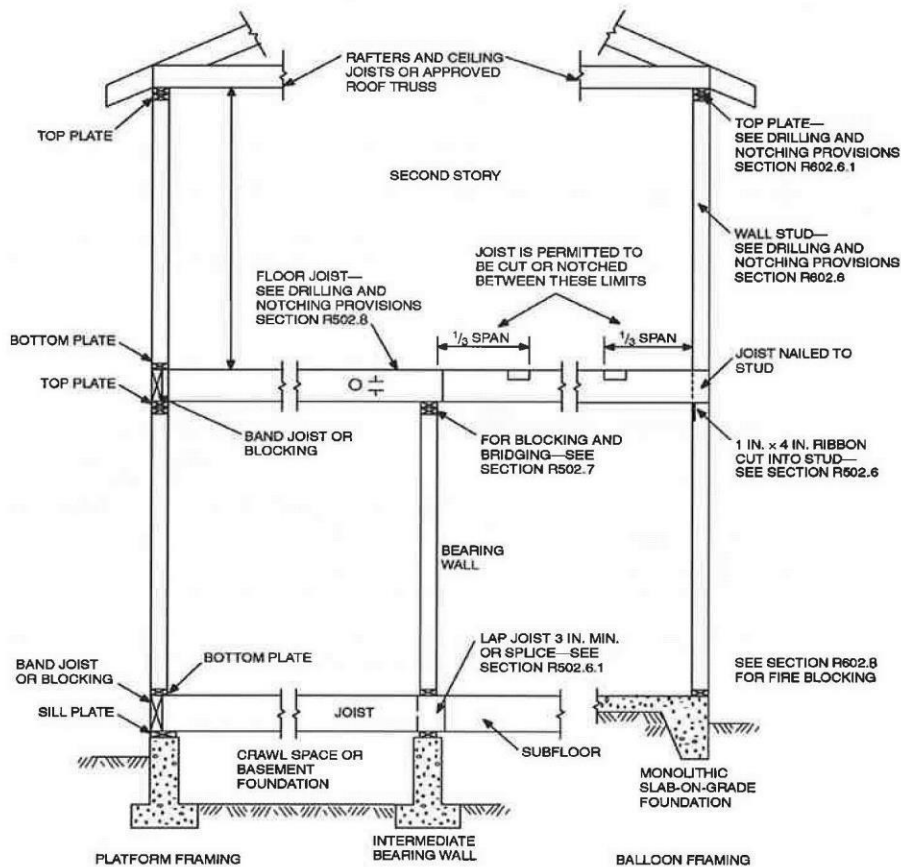 RAFTERS AND CEILING
JOISTS OR APPROVED
ROOF TRUSS
TOP PLATE
TOP PLATE—
SEE DRILLING AND
NOTCHING PROVISIONS
SECTION R602.6.1
SECOND STORY
WALL STUD—
SEE DRILLING AND
NOTCHING PROVISIONS
SECTION R602.6
JOIST IS PERMITTED TO
BE CUT OR NOTCHED
BETWEEN THESE LIMITS
FLOOR JOIST—
SEE DRILLING AND
NOTCHING PROVISIONS
SECTION R502.8
1/3 SPAN
1/3 SPAN
BOTTOM PLATE
JOIST NAILED TO
STUD
TOP PLATE
BAND JOIST OR
BLOCKING
FOR BLOCKING AND
BRIDGING—SEE
SECTION R502.7
1 IN. × 4 IN. RIBBON
CUT INTO STUD—
SEE SECTION R502.6
BEARING
WALL
LAP JOIST 3 IN. MIN.
OR SPLICE—SEE
SECTION R502.6.1
BAND JOIST
OR BLOCKING
BOTTOM PLATE
SEE SECTION R602.8
FOR FIRE BLOCKING
SILL PLATE
JOIST
SUBFLOOR
CRAWL SPACE OR
BASEMENT
FOUNDATION
MONOLITHIC
SLAB-ON-GRADE
FOUNDATION
PLATFORM FRAMING
INTERMEDIATE
BEARING WALL
BALLOON FRAMING